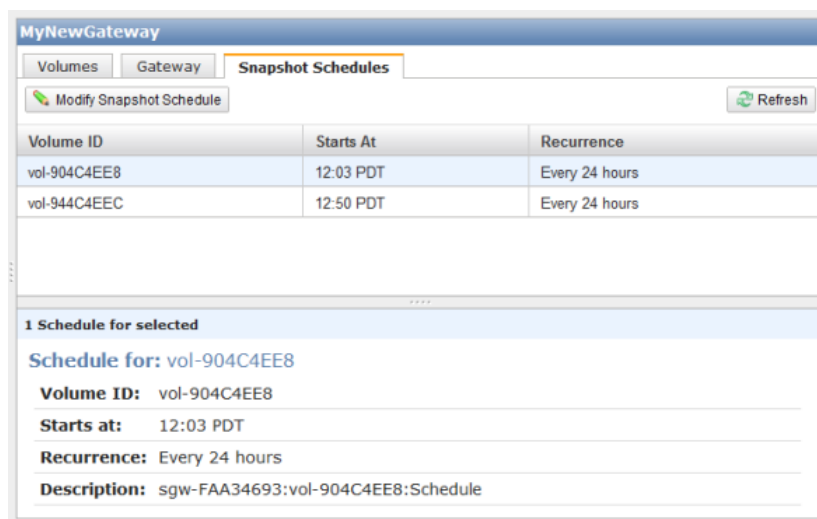 MyNewGateway
Volumes Gateway Snapshot Schedules
Modify Snapshot Schedule Refresh
Volume ID Starts At Recurrence
vol-904C4EE8 12:03 PDT Every 24 hours
vol-944C4EEC 12:50 PDT Every 24 hours
1 Schedule for selected
Schedule for: vol-904C4EE8
Volume ID: vol-904C4EE8
Starts at: 12:03 PDT
Recurrence: Every 24 hours
Description: sgw-FAA34693:vol-904C4EE8:Schedule